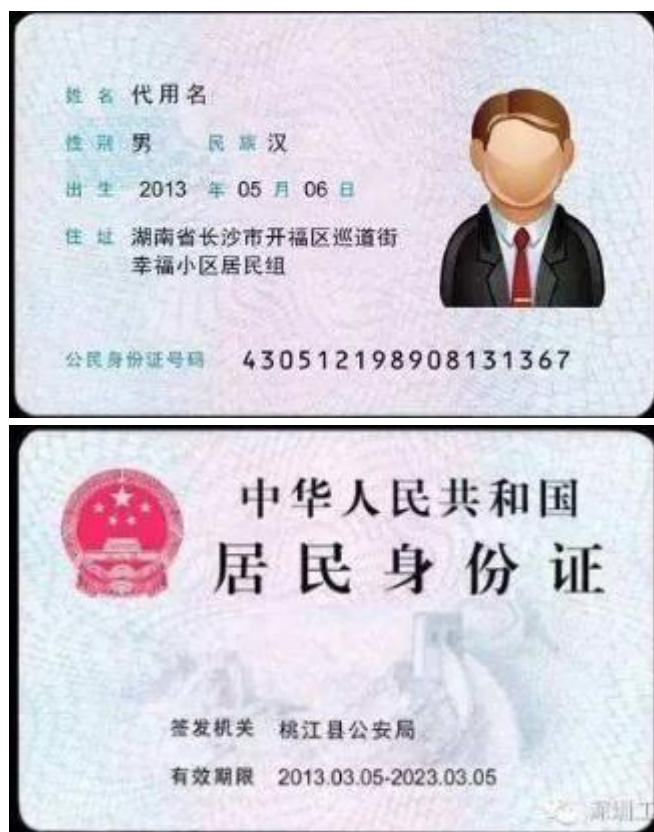 姓名 代用名
性别 男 民族 汉
出生 2013 年 05 月 06 日
住址 湖南省长沙市开福区巡道街
幸福小区居民组
公民身份证号码 430512198908131367
中华人民共和国
居民身份证
签发机关 桃江县公安局
有效期限 2013.03.05-2023.03.05
深圳工